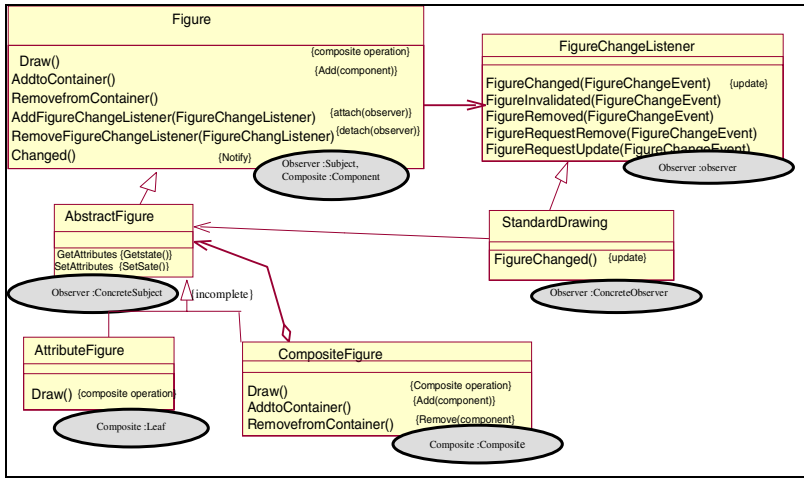 Figure
Draw() {composite operation}
AddtoContainer() {Add(component)}
RemovefromContainer()
AddFigureChangeListener(FigureChangeListener) {attach(observer)}
RemoveFigureChangeListener(FigureChangListener) {detach(observer)}
Changed() {Notify}
Observer :Subject,
Composite :Component
FigureChangeListener
FigureChanged(FigureChangeEvent) {update}
FigureInvalidated(FigureChangeEvent)
FigureRemoved(FigureChangeEvent)
FigureRequestRemove(FigureChangeEvent)
FigureRequestUpdate(FigureChangeEvent)
Observer :observer
AbstractFigure
GetAttributes {Getstate()}
SetAttributes {SetSate()}
Observer :ConcreteSubject
{incomplete}
StandardDrawing
FigureChanged() {update}
Observer :ConcreteObserver
AttributeFigure
Draw() {composite operation}
Composite :Leaf
CompositeFigure
Draw() {Composite operation}
AddtoContainer() {Add(component)}
RemovefromContainer() {Remove(component}
Composite :Composite